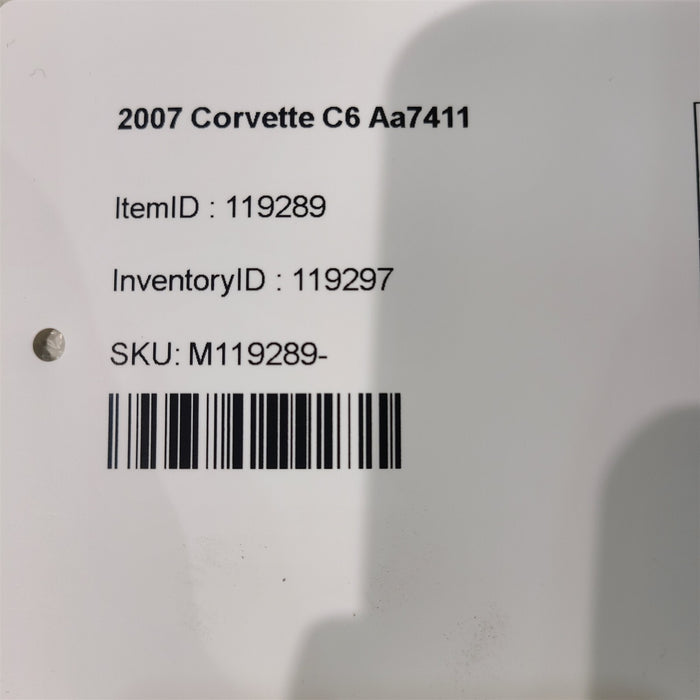 2007 Corvette C6 Aa7411
ItemID : 119289
InventoryID : 119297
SKU: M119289-